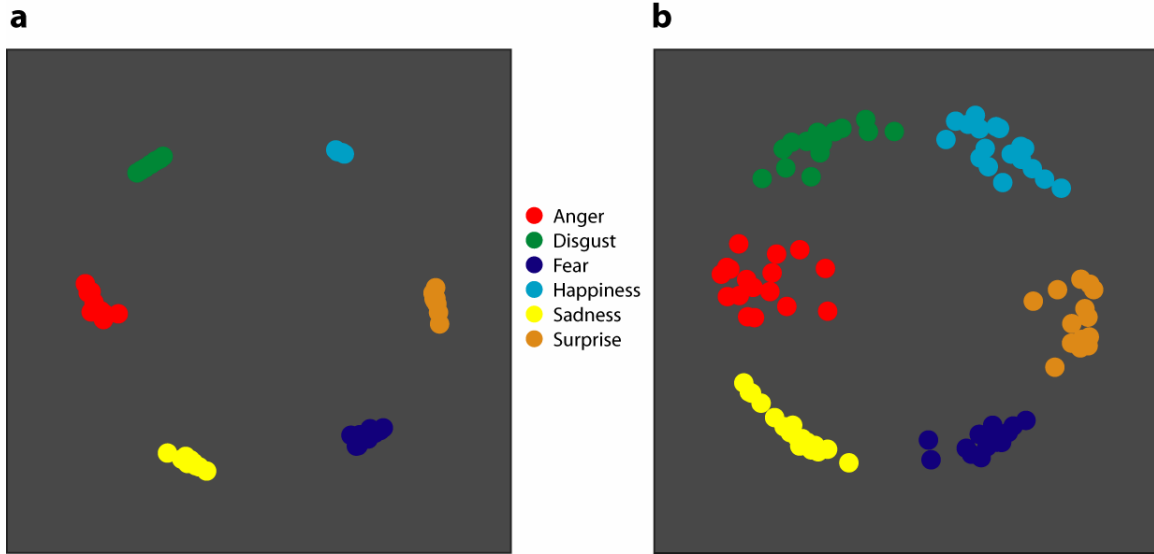 a
b
Anger
Disgust
Fear
Happiness
Sadness
Surprise